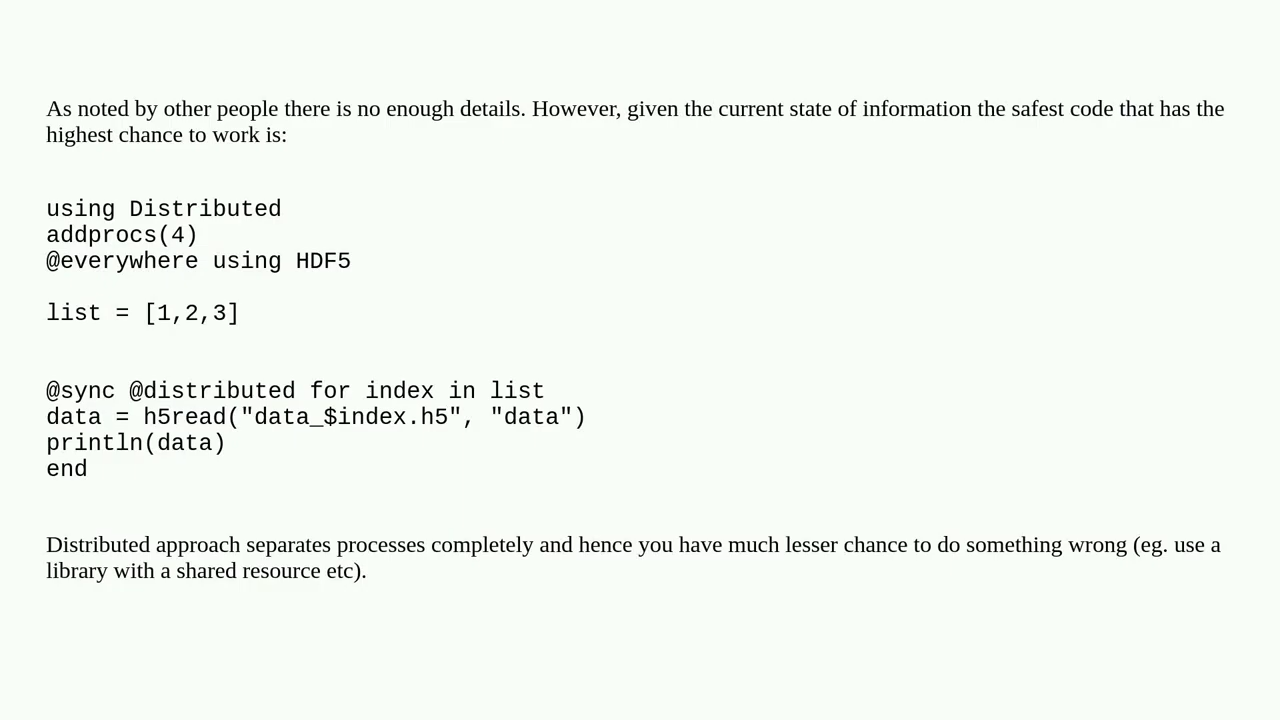 As noted by other people there is no enough details. However, given the current state of information the safest code that has the
highest chance to work is:
using Distributed
addprocs(4)
@everywhere using HDF5
list = [1,2,3]
@sync @distributed for index in list
data = h5read("data_$index.h5", "data")
println(data)
end
Distributed approach separates processes completely and hence you have much lesser chance to do something wrong (eg. use a
library with a shared resource etc).